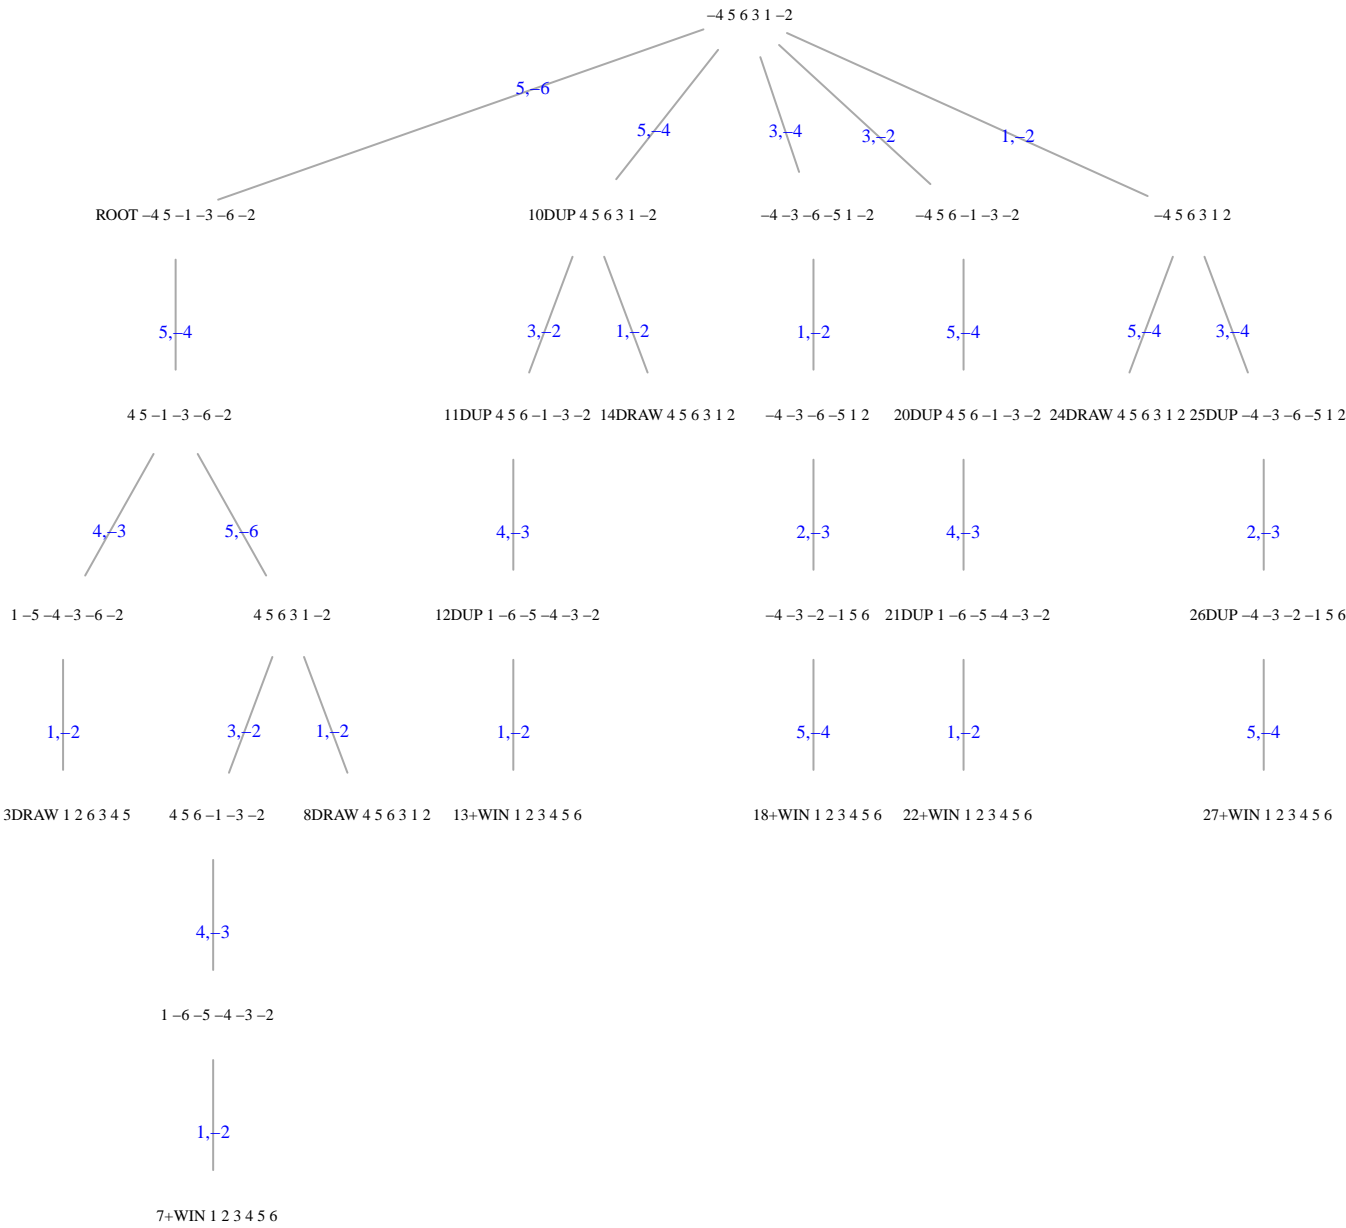 −4 5 6 3 1 −2
5,−6
5,−4
3,−4
3,−2
1,−2
ROOT −4 5 −1 −3 −6 −2
10DUP 4 5 6 3 1 −2
−4 −3 −6 −5 1 −2
−4 5 6 −1 −3 −2
−4 5 6 3 1 2
5,−4
3,−2
1,−2
1,−2
5,−4
5,−4
3,−4
4 5 −1 −3 −6 −2
11DUP 4 5 6 −1 −3 −2
14DRAW 4 5 6 3 1 2
−4 −3 −6 −5 1 2
20DUP 4 5 6 −1 −3 −2
24DRAW 4 5 6 3 1 2
25DUP −4 −3 −6 −5 1 2
4,−3
5,−6
4,−3
2,−3
4,−3
2,−3
1 −5 −4 −3 −6 −2
4 5 6 3 1 −2
12DUP 1 −6 −5 −4 −3 −2
−4 −3 −2 −1 5 6
21DUP 1 −6 −5 −4 −3 −2
26DUP −4 −3 −2 −1 5 6
1,−2
3,−2
1,−2
1,−2
5,−4
1,−2
5,−4
3DRAW 1 2 6 3 4 5
4 5 6 −1 −3 −2
8DRAW 4 5 6 3 1 2
13+WIN 1 2 3 4 5 6
18+WIN 1 2 3 4 5 6
22+WIN 1 2 3 4 5 6
27+WIN 1 2 3 4 5 6
4,−3
1 −6 −5 −4 −3 −2
1,−2
7+WIN 1 2 3 4 5 6